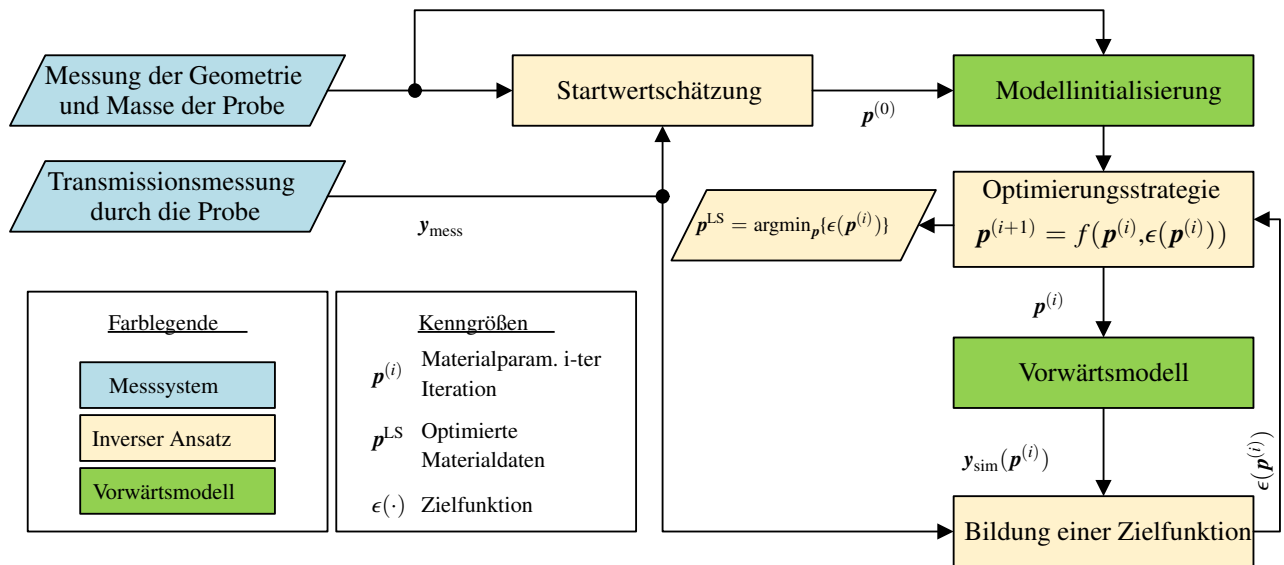 Messung der Geometrie
und Masse der Probe
Startwertschätzung
p^(0)
Modellinitialisierung
Transmissionsmessung
durch die Probe
y_mess
p^LS = argmin_p{ϵ(p^(i))}
Optimierungsstrategie
p^(i+1) = f(p^(i),ϵ(p^(i)))
p^(i)
Vorwärtsmodell
y_sim(p^(i))
ϵ(p^(i))
Bildung einer Zielfunktion
Farblegende
Messsystem
Inverser Ansatz
Vorwärtsmodell
Kenngrößen
p^(i) Materialparam. i-ter
Iteration
p^LS Optimierte
Materialdaten
ϵ(·) Zielfunktion